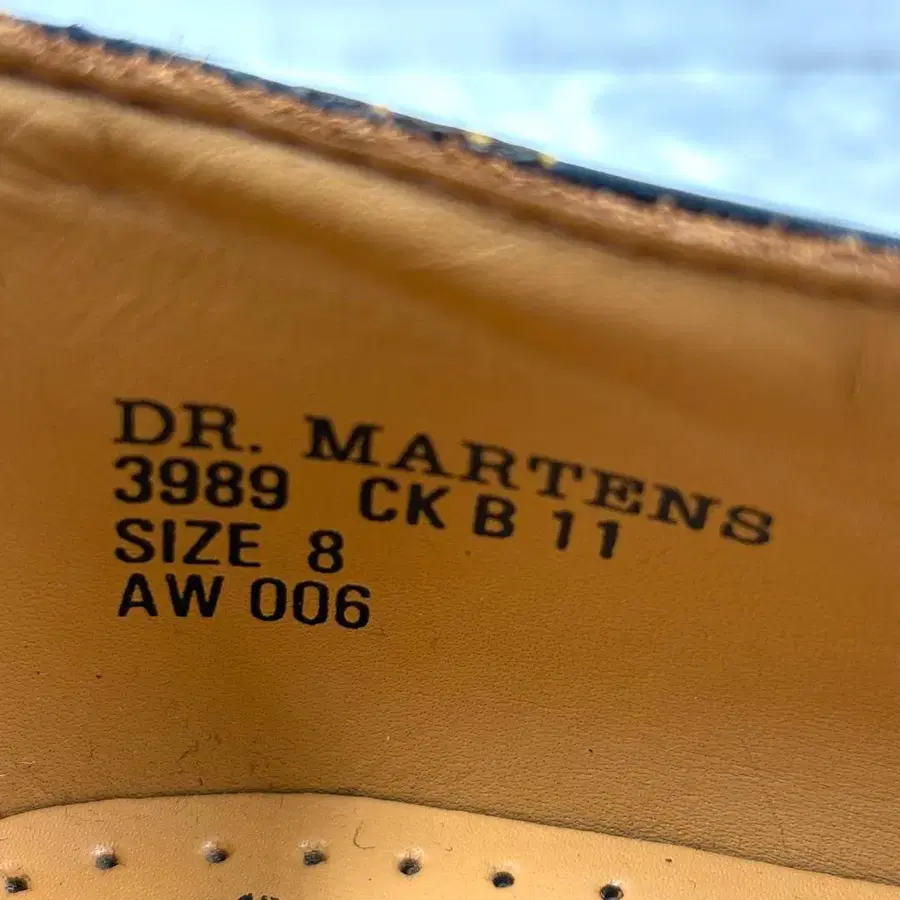 DR. MARTENS
3989 CK B 11
SIZE 8
AW 006